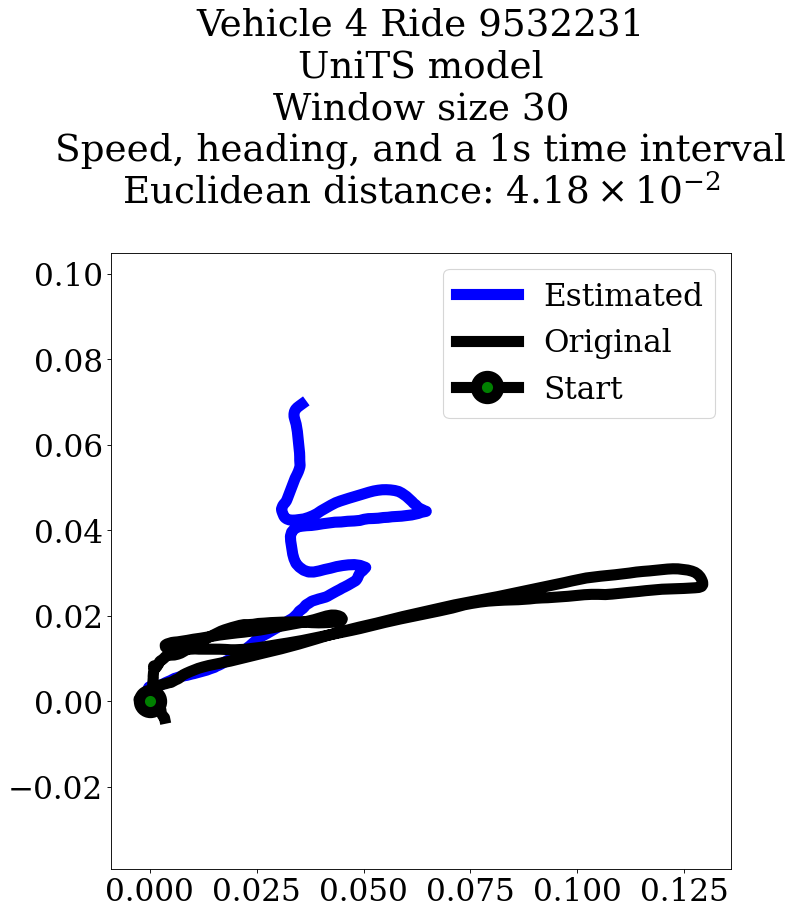 Vehicle 4 Ride 9532231
UniTS model
Window size 30
Speed, heading, and a 1s time interval
Euclidean distance: 4.18 × 10⁻²
0.10
0.08
0.06
0.04
0.02
0.00
−0.02
Estimated
Original
Start
0.000 0.025 0.050 0.075 0.100 0.125